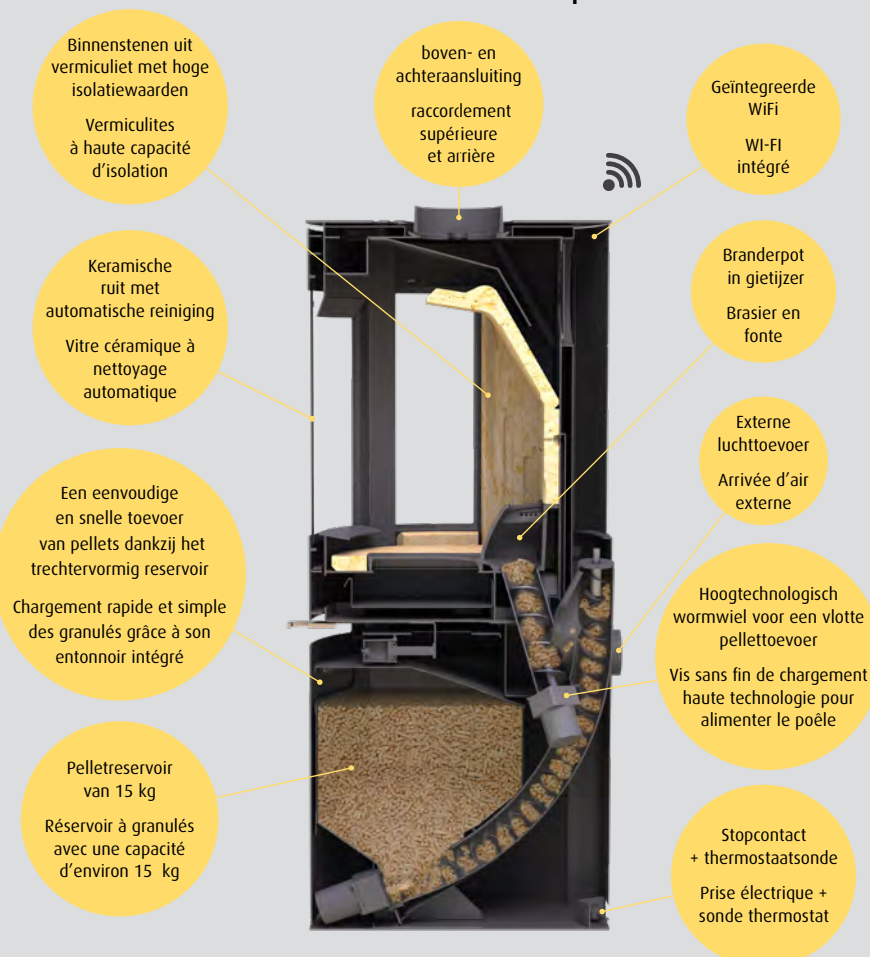 Binnenstenen uit
vermiculiet met hoge
isolatiewaarden
Vermiculites
à haute capacité
d'isolation
boven- en
achteraansluiting
raccordement
supérieure
et arrière
Geïntegreerde
WiFi
WI-FI
intégré
Keramische
ruit met
automatische reiniging
Vitre céramique à
nettoyage
automatique
Branderpot
in gietijzer
Brasier en
fonte
Externe
luchttoevoer
Arrivée d'air
externe
Een eenvoudige
en snelle toevoer
van pellets dankzij het
trechtervormig reservoir
Chargement rapide et simple
des granulés grâce à son
entonnoir intégré
Hoogtechnologisch
wormwiel voor een vlotte
pellettoevoer
Vis sans fin de chargement
haute technologie pour
alimenter le poêle
Pelletreservoir
van 15 kg
Réservoir à granulés
avec une capacité
d'environ 15 kg
Stopcontact
+ thermostaatsonde
Prise électrique +
sonde thermostat